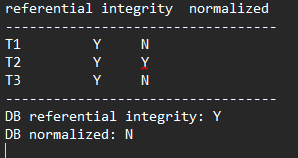 referential integrity  normalized
----------------------------------
T1         Y    N
T2         Y    Y
T3         Y    N
----------------------------------
DB referential integrity: Y
DB normalized: N